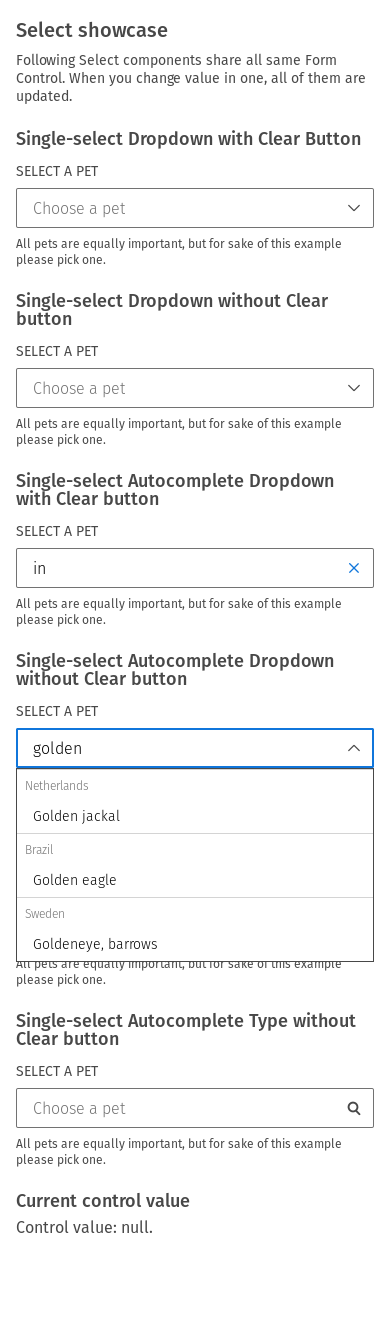 Select showcase
Following Select components share all same Form
Control. When you change value in one, all of them are
updated.
Single-select Dropdown with Clear Button
SELECT A PET
Choose a pet
All pets are equally important, but for sake of this example
please pick one.
Single-select Dropdown without Clear
button
SELECT A PET
Choose a pet
All pets are equally important, but for sake of this example
please pick one.
Single-select Autocomplete Dropdown
with Clear button
SELECT A PET
in
All pets are equally important, but for sake of this example
please pick one.
Single-select Autocomplete Dropdown
without Clear button
SELECT A PET
golden
Netherlands
Golden jackal
Brazil
Golden eagle
Sweden
Goldeneye, barrows
All pets are equally important, but for sake of this example
please pick one.
Single-select Autocomplete Type without
Clear button
SELECT A PET
Choose a pet
All pets are equally important, but for sake of this example
please pick one.
Current control value
Control value: null.